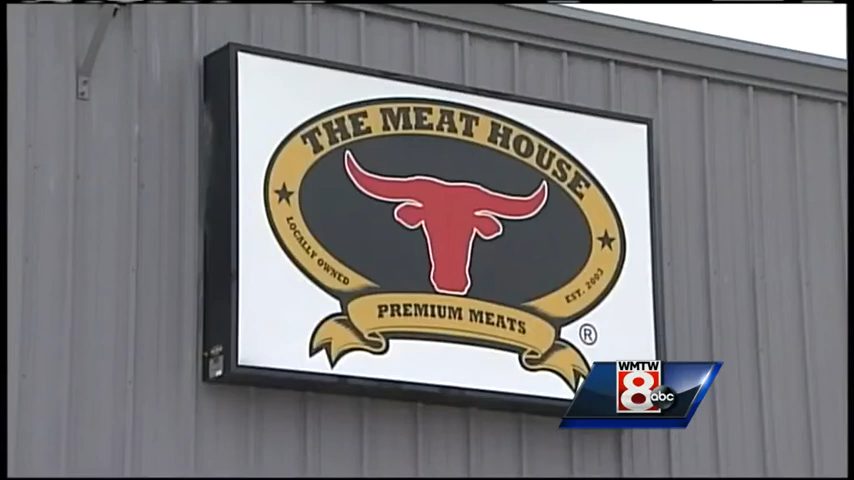 THE MEAT HOUSE
LOCALLY OWNED
EST. 2003
PREMIUM MEATS
®
WMTW
8
abc